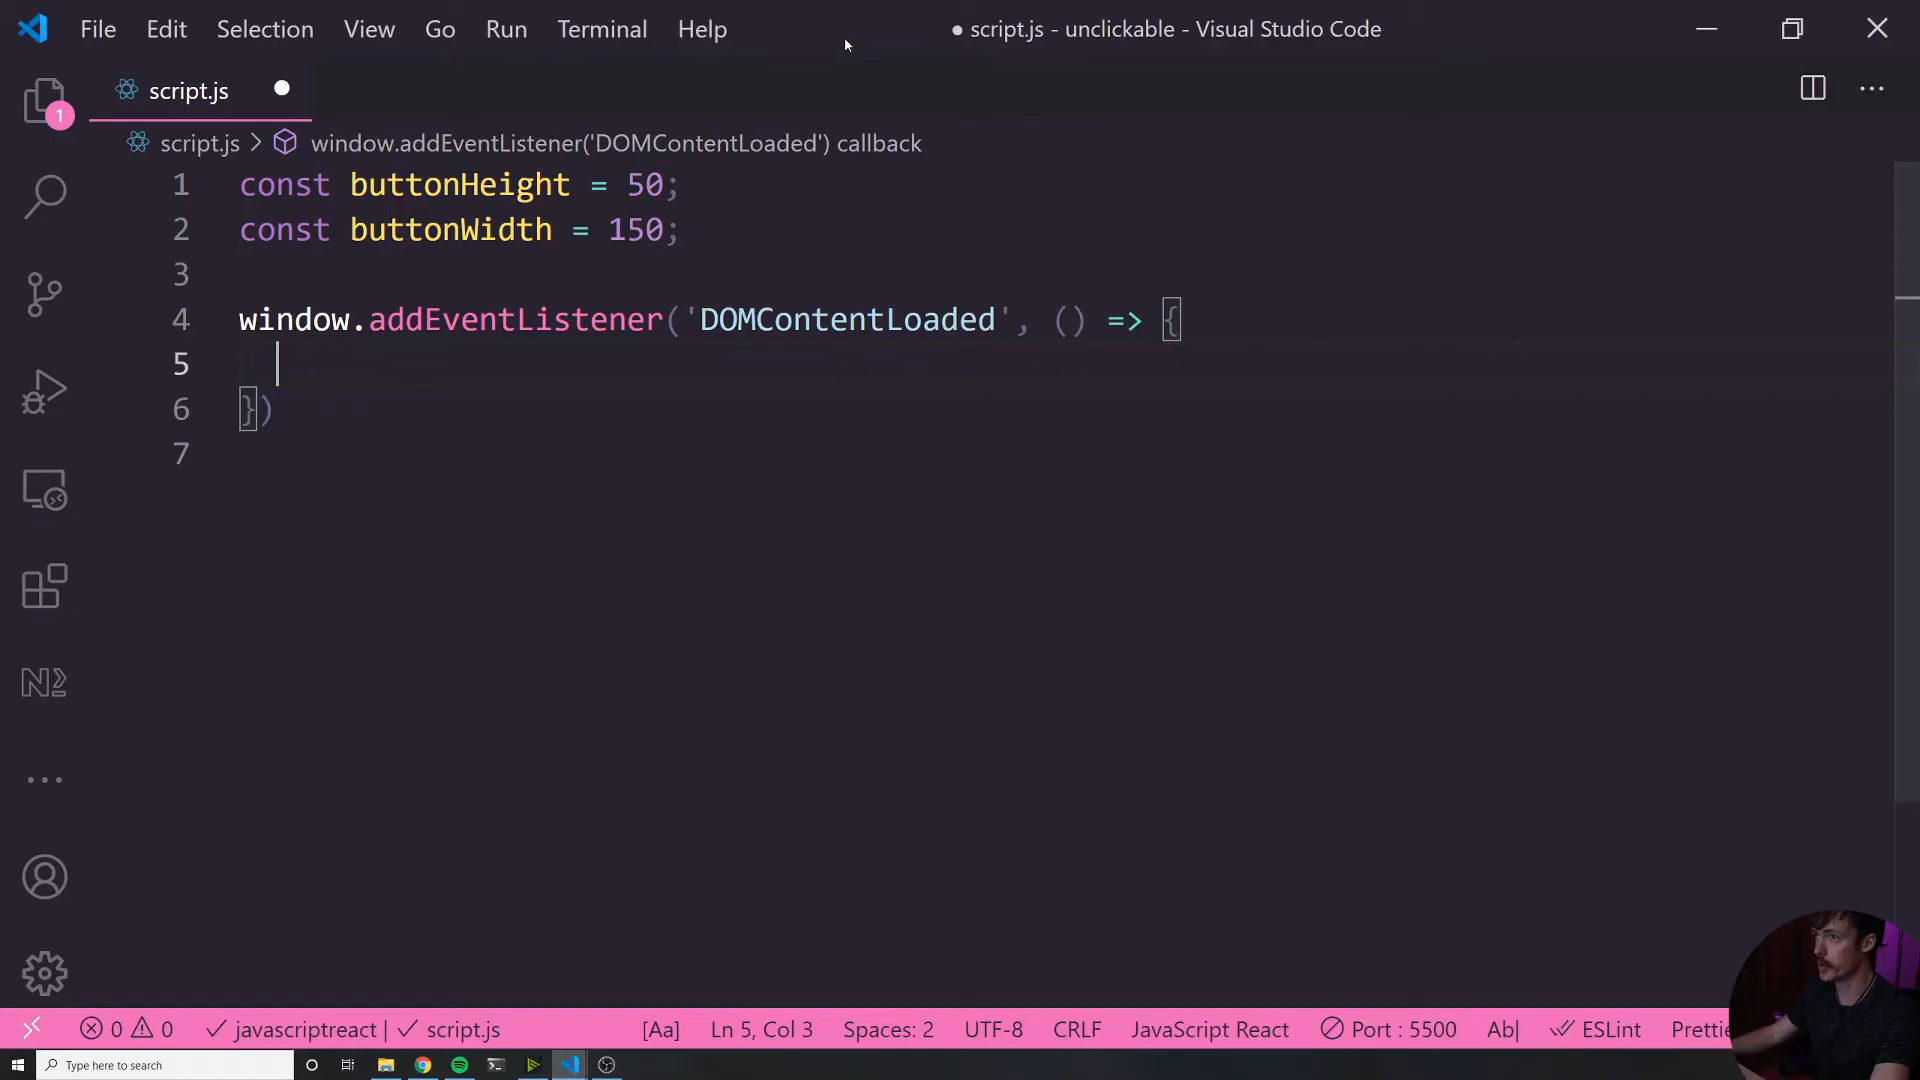 File Edit Selection View Go Run Terminal Help
● script.js - unclickable - Visual Studio Code
1
script.js
script.js > window.addEventListener('DOMContentLoaded') callback
1 const buttonHeight = 50;
2 const buttonWidth = 150;
3
4 window.addEventListener('DOMContentLoaded', () => {
5
6 })
7
N
0 0 javascriptreact | script.js [Aa] Ln 5, Col 3 Spaces: 2 UTF-8 CRLF JavaScript React Port : 5500 Ab| ESLint Prettie
Type here to search